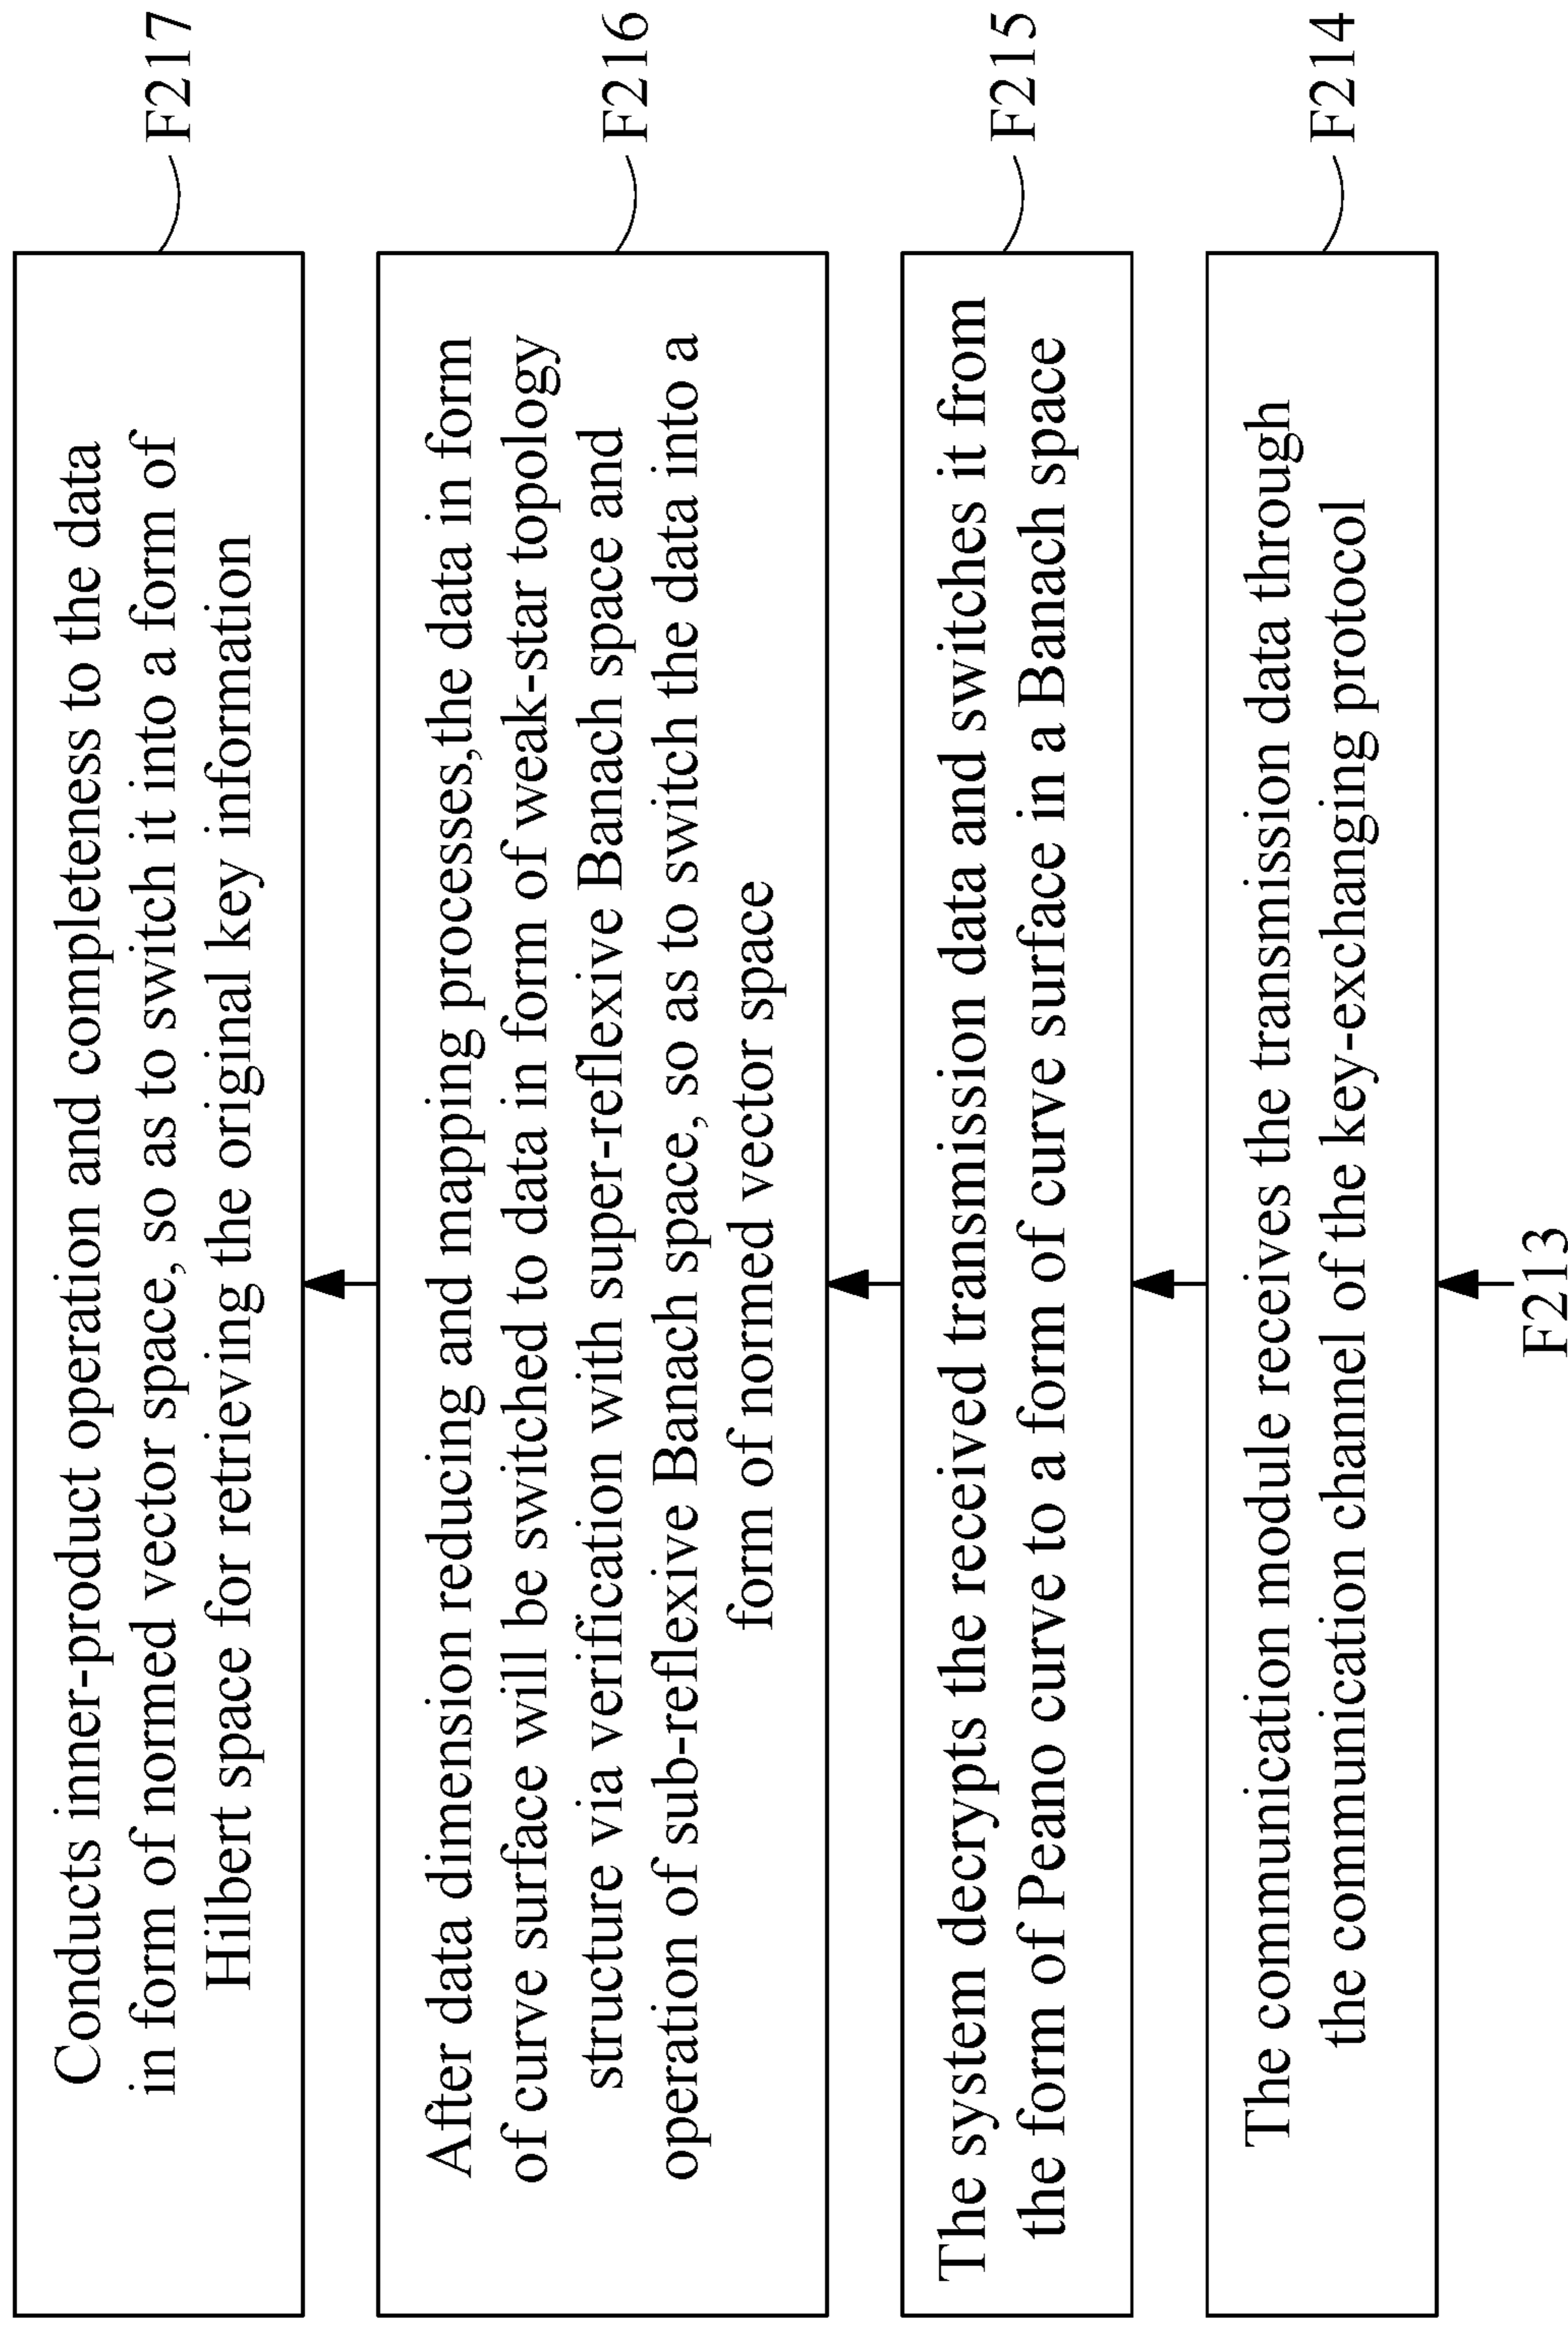 Conducts inner-product operation and completeness to the data
in form of normed vector space, so as to switch it into a form of
Hilbert space for retrieving the original key information
F217
After data dimension reducing and mapping processes,the data in form
of curve surface will be switched to data in form of weak-star topology
structure via verification with super-reflexive Banach space and
operation of sub-reflexive Banach space, so as to switch the data into a
form of normed vector space
F216
The system decrypts the received transmission data and switches it from
the form of Peano curve to a form of curve surface in a Banach space
F215
The communication module receives the transmission data through
the communication channel of the key-exchanging protocol
F214
F213